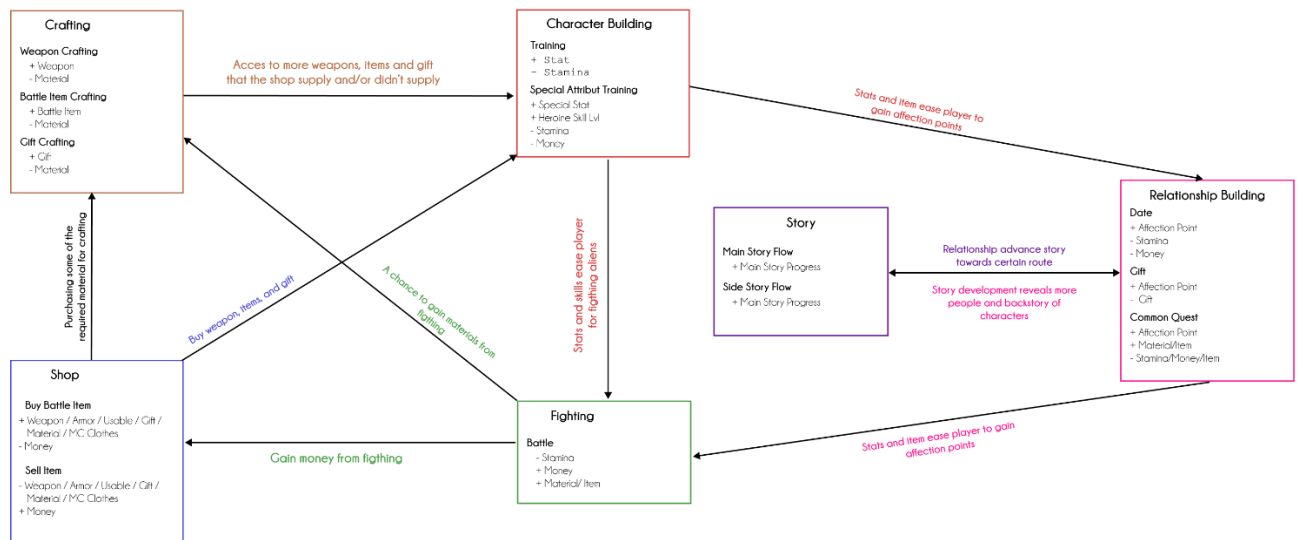 Crafting
Weapon Crafting
+ Weapon
- Material
Battle Item Crafting
+ Battle Item
- Material
Gift Crafting
+ Gift
- Material
Acces to more weapons, items and gift
that the shop supply and/or didn't supply
Character Building
Training
+ Stat
- Stamina
Special Attribut Training
+ Special Stat
+ Heroine Skill Lvl
- Stamina
- Money
Stats and item ease player to
gain affection points
Relationship Building
Date
+ Affection Point
- Stamina
- Money
Gift
+ Affection Point
- Gift
Common Quest
+ Affection Point
+ Material/Item
- Stamina/Money/Item
Story
Main Story Flow
+ Main Story Progress
Side Story Flow
+ Main Story Progress
Relationship advance story
towards certain route
Story development reveals more
people and backstory of
characters
Purchasing some of the
required material for crafting
Buy weapon, items, and gift
A chance to gain materials from
figthing
Stats and skills ease player
for figthing aliens
Shop
Buy Battle Item
+ Weapon / Armor / Usable / Gift /
Material / MC Clothes
- Money
Sell Item
- Weapon / Armor / Usable / Gift /
Material / MC Clothes
+ Money
Gain money from figthing
Fighting
Battle
- Stamina
+ Money
+ Material/ Item
Stats and item ease player to gain
affection points